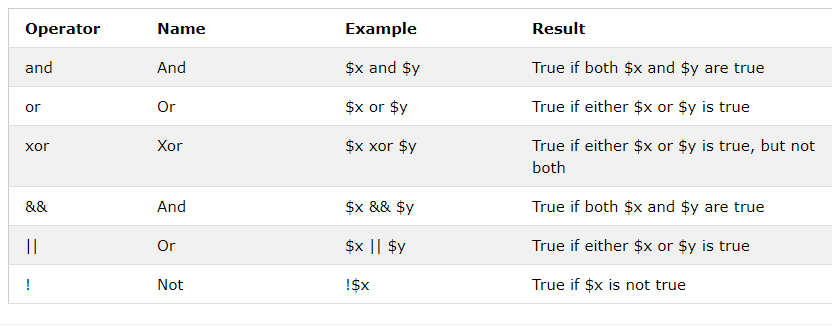 Operator Name Example Result
and And $x and $y True if both $x and $y are true
or Or $x or $y True if either $x or $y is true
xor Xor $x xor $y True if either $x or $y is true, but not
both
&& And $x && $y True if both $x and $y are true
|| Or $x || $y True if either $x or $y is true
! Not !$x True if $x is not true